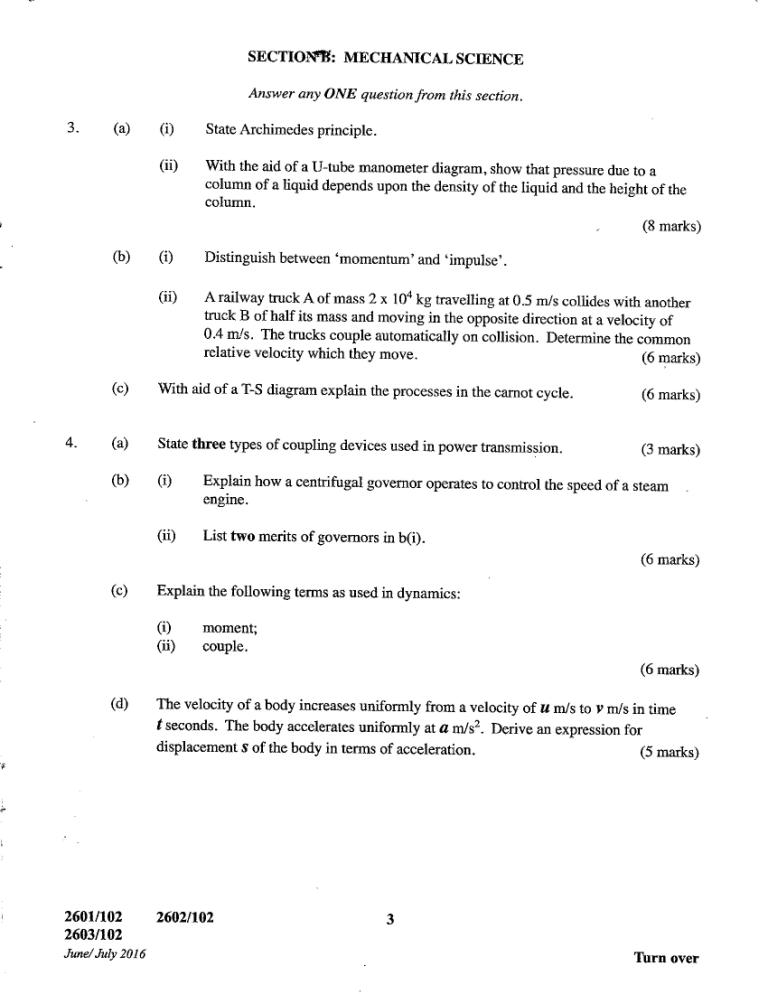 SECTION B: MECHANICAL SCIENCE
Answer any ONE question from this section.
3. (a) (i) State Archimedes principle.
(ii) With the aid of a U-tube manometer diagram, show that pressure due to a
column of a liquid depends upon the density of the liquid and the height of the
column.
(8 marks)
(b) (i) Distinguish between ‘momentum’ and ‘impulse’.
(ii) A railway truck A of mass 2 x 10⁴ kg travelling at 0.5 m/s collides with another
truck B of half its mass and moving in the opposite direction at a velocity of
0.4 m/s. The trucks couple automatically on collision. Determine the common
relative velocity which they move. (6 marks)
(c) With aid of a T-S diagram explain the processes in the carnot cycle. (6 marks)
4. (a) State three types of coupling devices used in power transmission. (3 marks)
(b) (i) Explain how a centrifugal governor operates to control the speed of a steam
engine.
(ii) List two merits of governors in b(i).
(6 marks)
(c) Explain the following terms as used in dynamics:
(i) moment;
(ii) couple.
(6 marks)
(d) The velocity of a body increases uniformly from a velocity of u m/s to v m/s in time
t seconds. The body accelerates uniformly at a m/s². Derive an expression for
displacement s of the body in terms of acceleration. (5 marks)
2601/102 2602/102 3
2603/102
June/ July 2016
Turn over